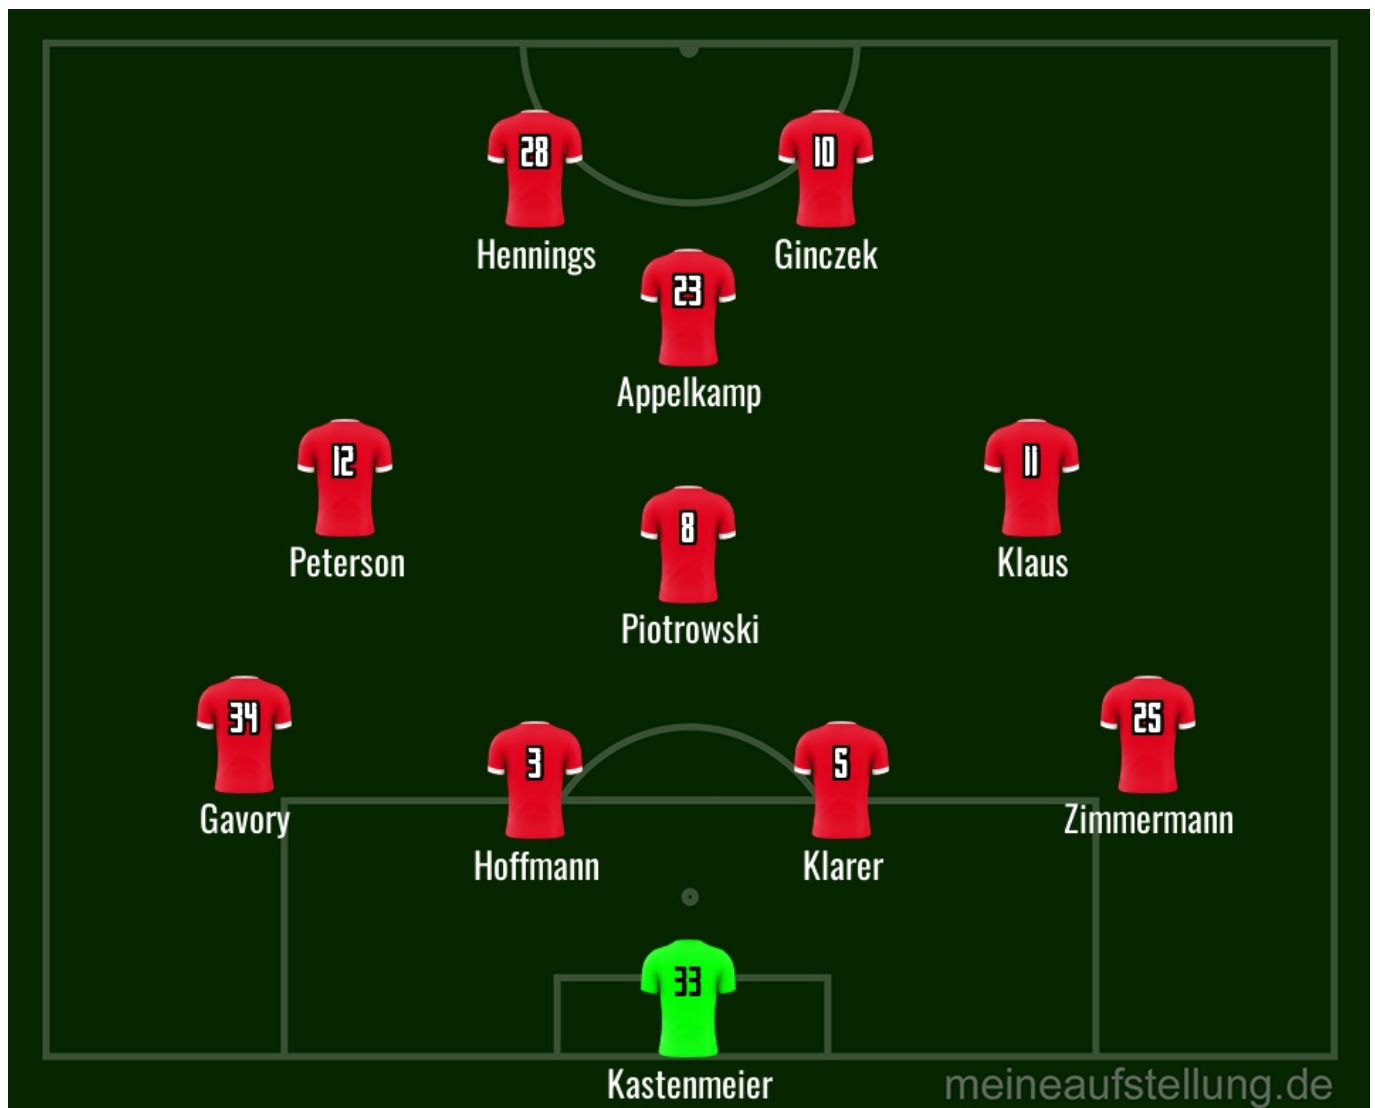 28
10
Hennings
Ginczek
23
Appelkamp
12
11
Peterson
Klaus
8
Piotrowski
34
25
3
5
Gavory
Zimmermann
Hoffmann
Klarer
33
Kastenmeier
meineaufstellung.de